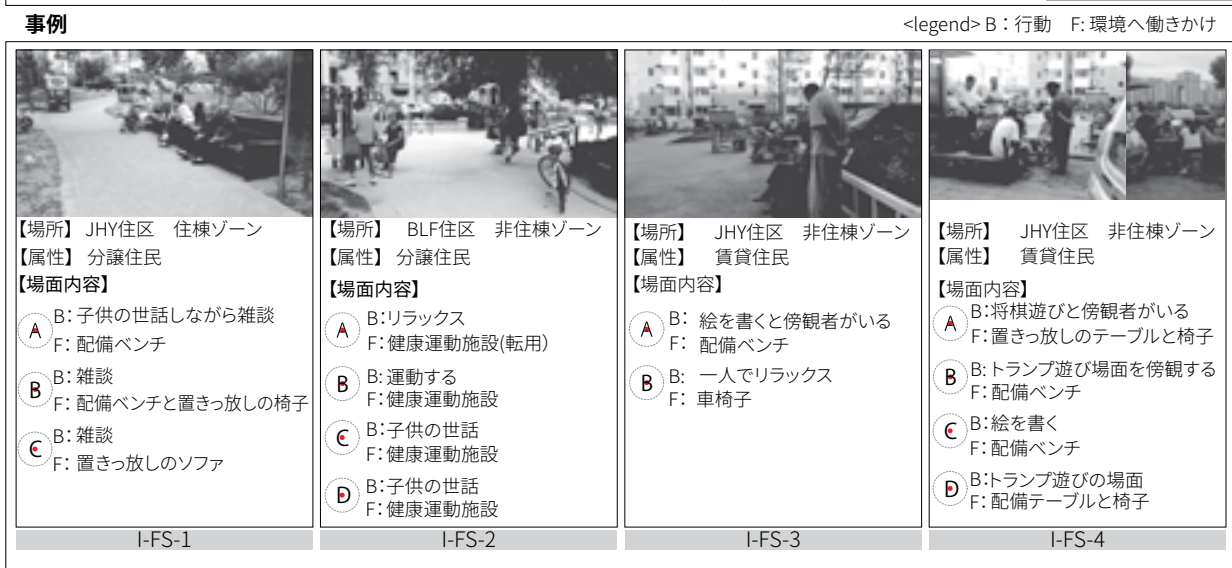 事例
<legend> B：行動　F: 環境へ働きかけ
【場所】 JHY住区　住棟ゾーン
【属性】 分譲住民
【場面内容】
A
B: 子供の世話しながら雑談
F: 配備ベンチ
B
B: 雑談
F: 配備ベンチと置きっ放しの椅子
C
B: 雑談
F: 置きっ放しのソファ
I-FS-1
【場所】　BLF住区　非住棟ゾーン
【属性】 分譲住民
【場面内容】
A
B:リラックス
F:健康運動施設(転用）
B
B: 運動する
F:健康運動施設
C
B:子供の世話
F:健康運動施設
D
B:子供の世話
F:健康運動施設
I-FS-2
【場所】　JHY住区　非住棟ゾーン
【属性】　賃貸住民
【場面内容】
A
B:　絵を書くと傍観者がいる
F:　配備ベンチ
B
B:　一人でリラックス
F:　車椅子
I-FS-3
【場所】　JHY住区　非住棟ゾーン
【属性】　賃貸住民
【場面内容】
A
B:将棋遊びと傍観者がいる
F:置きっ放しのテーブルと椅子
B
B:トランプ遊び場面を傍観する
F: 配備ベンチ
C
B:絵を書く
F: 配備ベンチ
D
B:トランプ遊びの場面
F: 配備テーブルと椅子
I-FS-4